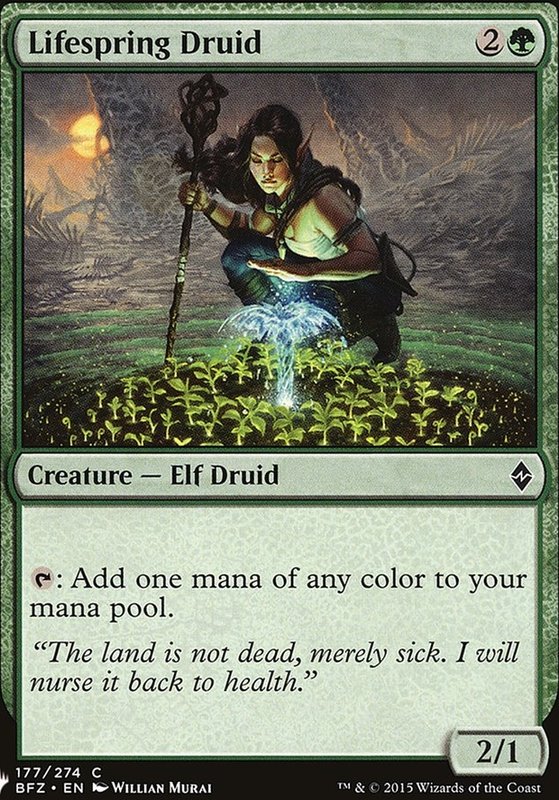 Lifespring Druid 2
Creature — Elf Druid
: Add one mana of any color to your
mana pool.
“The land is not dead, merely sick. I will
nurse it back to health.”
2/1
177/274 C
BFZ • EN Willian Murai
™ & © 2015 Wizards of the Coast